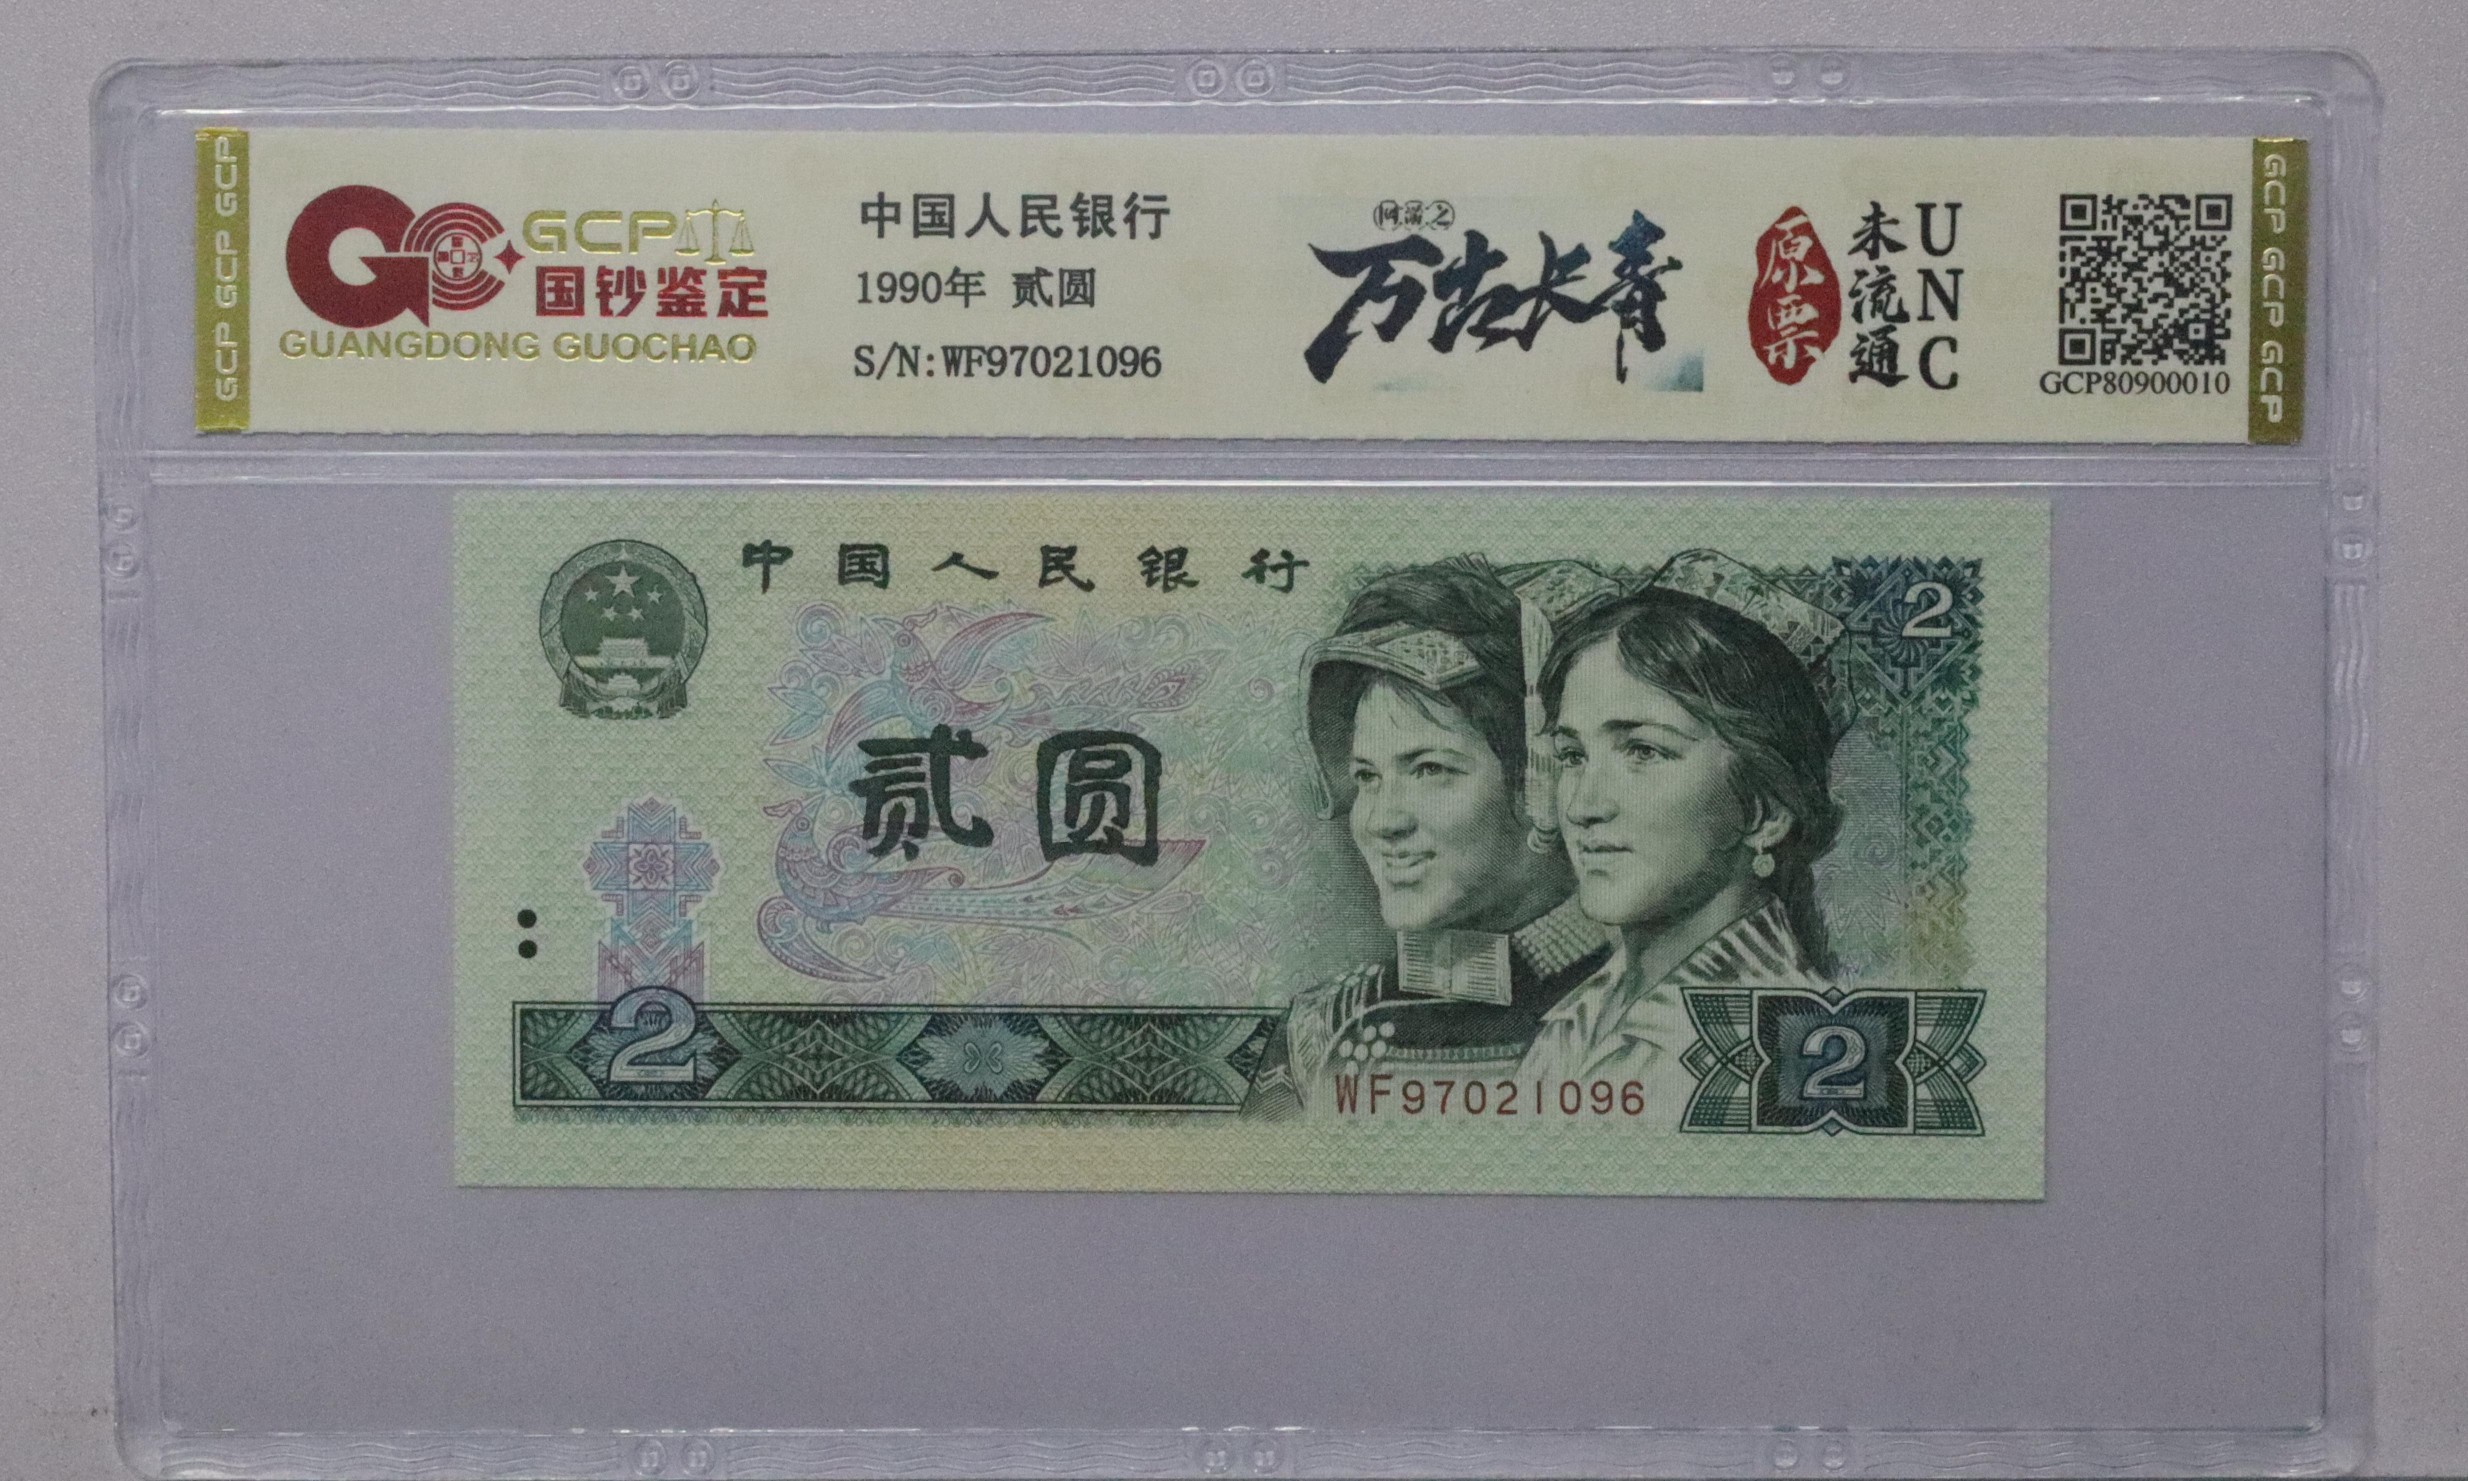 GCP GCP GCP
GCP
国钞鉴定
GUANGDONG GUOCHAO
中国人民银行
1990年 贰圆
S/N:WF97021096
万古长青
原票
未流通
UNC
GCP80900010
GCP GCP GCP
中国人民银行
2
贰圆
2
WF97021096
2